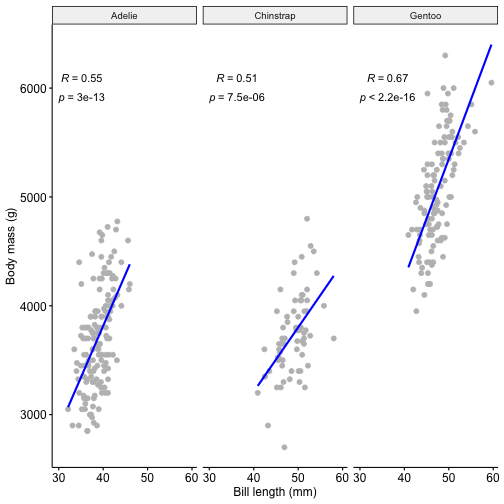 Adelie
Chinstrap
Gentoo
R = 0.55
p = 3e-13
R = 0.51
p = 7.5e-06
R = 0.67
p < 2.2e-16
6000
5000
4000
3000
Body mass (g)
30 40 50 60
30 40 50 60
30 40 50 60
Bill length (mm)